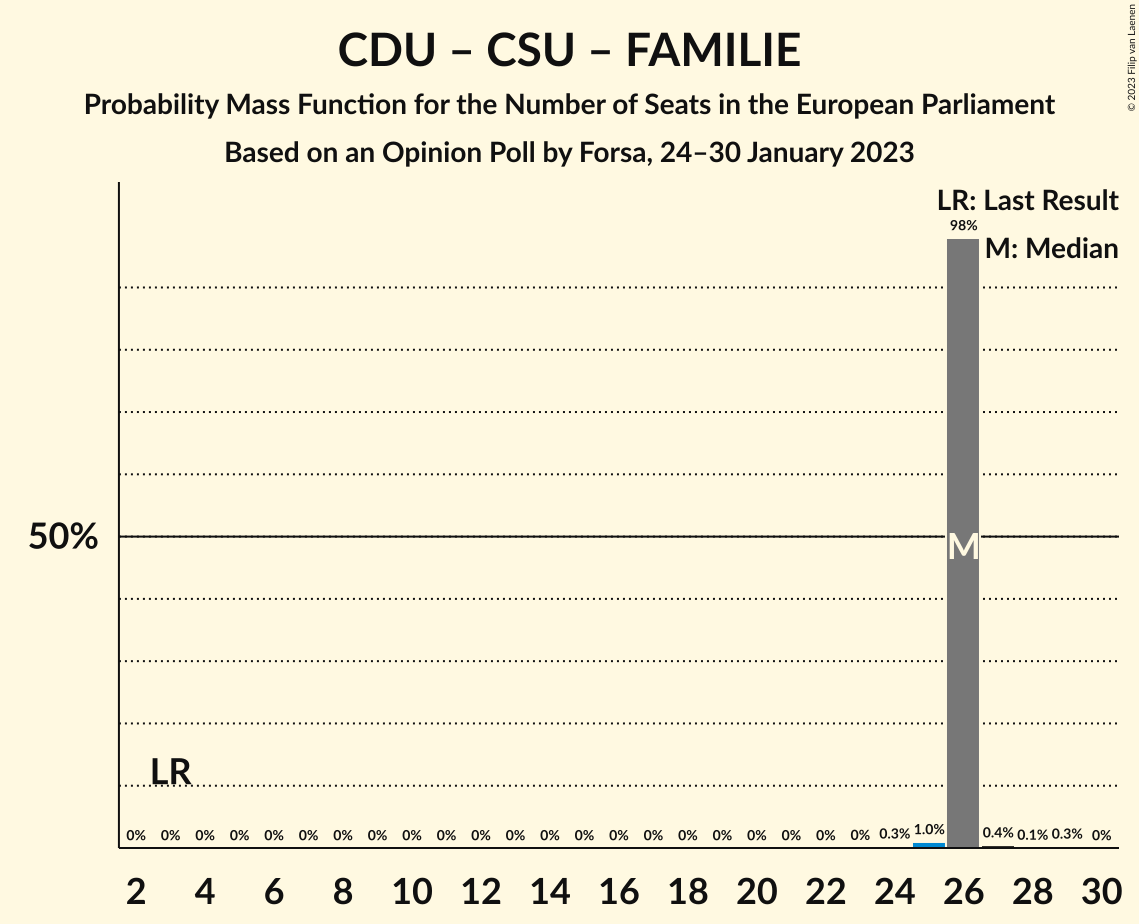 CDU – CSU – FAMILIE
Probability Mass Function for the Number of Seats in the European Parliament
Based on an Opinion Poll by Forsa, 24–30 January 2023
© 2023 Filip van Laenen
LR: Last Result
98%
M: Median
50%
M
LR
0% 0% 0% 0% 0% 0% 0% 0% 0% 0% 0% 0% 0% 0% 0% 0% 0% 0% 0% 0% 0% 0% 0.3% 1.0% 0.4% 0.1% 0.3% 0%
2 4 6 8 10 12 14 16 18 20 22 24 26 28 30